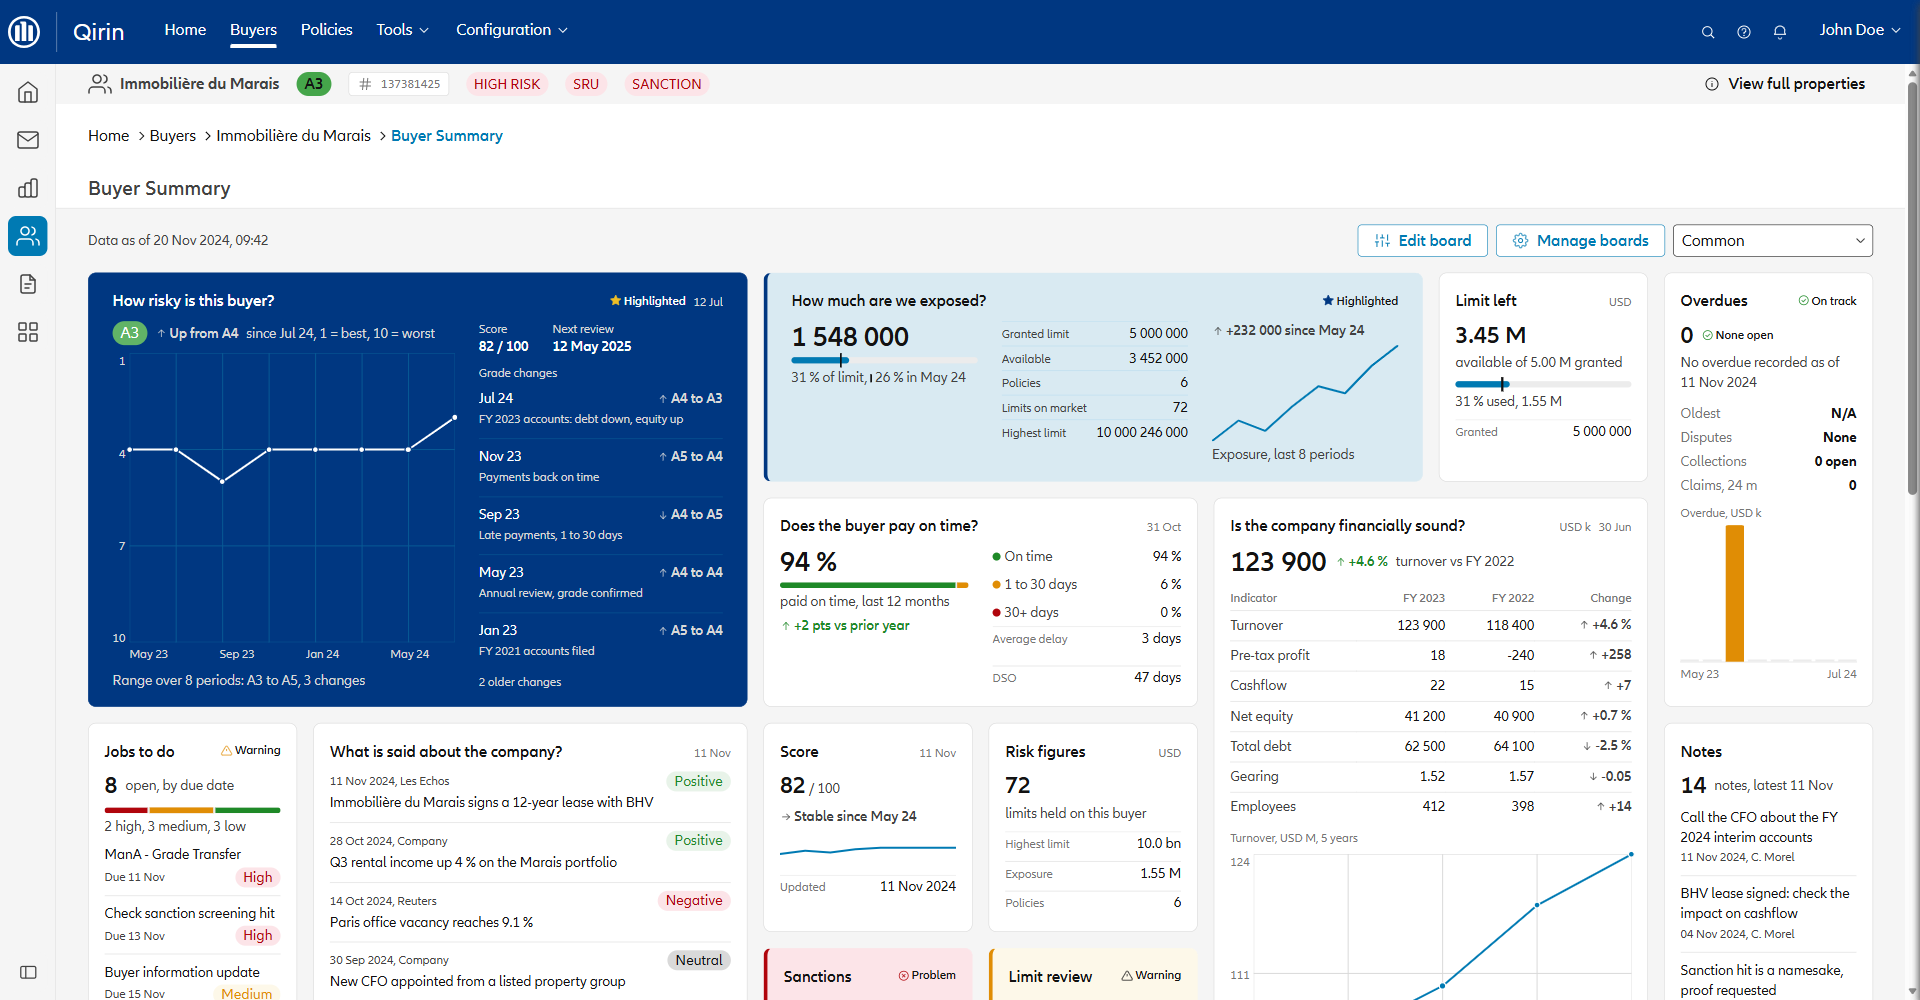 Qirin
Home
Buyers
Policies
Tools
Configuration
John Doe
Immobilière du Marais
A3
# 137381425
HIGH RISK
SRU
SANCTION
View full properties
Home > Buyers > Immobilière du Marais > Buyer Summary
Buyer Summary
Data as of 20 Nov 2024, 09:42
Edit board
Manage boards
Common
How risky is this buyer?
Highlighted 12 Jul
A3 ↑ Up from A4 since Jul 24, 1 = best, 10 = worst
1
4
7
10
May 23
Sep 23
Jan 24
May 24
Range over 8 periods: A3 to A5, 3 changes
Score
82 / 100
Next review
12 May 2025
Grade changes
Jul 24 ↑ A4 to A3
FY 2023 accounts: debt down, equity up
Nov 23 ↑ A5 to A4
Payments back on time
Sep 23 ↓ A4 to A5
Late payments, 1 to 30 days
May 23 ↑ A4 to A4
Annual review, grade confirmed
Jan 23 ↑ A5 to A4
FY 2021 accounts filed
2 older changes
How much are we exposed?
Highlighted
1 548 000
31 % of limit, 26 % in May 24
Granted limit 5 000 000
Available 3 452 000
Policies 6
Limits on market 72
Highest limit 10 000 246 000
↑ +232 000 since May 24
Exposure, last 8 periods
Limit left USD
3.45 M
available of 5.00 M granted
31 % used, 1.55 M
Granted 5 000 000
Overdues On track
0 None open
No overdue recorded as of
11 Nov 2024
Oldest N/A
Disputes None
Collections 0 open
Claims, 24 m 0
Overdue, USD k
May 23 Jul 24
Does the buyer pay on time? 31 Oct
94 %
paid on time, last 12 months
↑ +2 pts vs prior year
On time 94 %
1 to 30 days 6 %
30+ days 0 %
Average delay 3 days
DSO 47 days
Is the company financially sound? USD k 30 Jun
123 900 ↑ +4.6 % turnover vs FY 2022
Indicator FY 2023 FY 2022 Change
Turnover 123 900 118 400 ↑ +4.6 %
Pre-tax profit 18 -240 ↑ +258
Cashflow 22 15 ↑ +7
Net equity 41 200 40 900 ↑ +0.7 %
Total debt 62 500 64 100 ↓ -2.5 %
Gearing 1.52 1.57 ↓ -0.05
Employees 412 398 ↑ +14
Turnover, USD M, 5 years
124
111
Jobs to do Warning
8 open, by due date
2 high, 3 medium, 3 low
ManA - Grade Transfer
Due 11 Nov High
Check sanction screening hit
Due 13 Nov High
Buyer information update
Due 15 Nov Medium
What is said about the company? 11 Nov
11 Nov 2024, Les Echos Positive
Immobilière du Marais signs a 12-year lease with BHV
28 Oct 2024, Company Positive
Q3 rental income up 4 % on the Marais portfolio
14 Oct 2024, Reuters Negative
Paris office vacancy reaches 9.1 %
30 Sep 2024, Company Neutral
New CFO appointed from a listed property group
Score 11 Nov
82 / 100
→ Stable since May 24
Updated 11 Nov 2024
Risk figures USD
72
limits held on this buyer
Highest limit 10.0 bn
Exposure 1.55 M
Policies 6
Sanctions Problem
Limit review Warning
Notes
14 notes, latest 11 Nov
Call the CFO about the FY
2024 interim accounts
11 Nov 2024, C. Morel
BHV lease signed: check the
impact on cashflow
04 Nov 2024, C. Morel
Sanction hit is a namesake,
proof requested